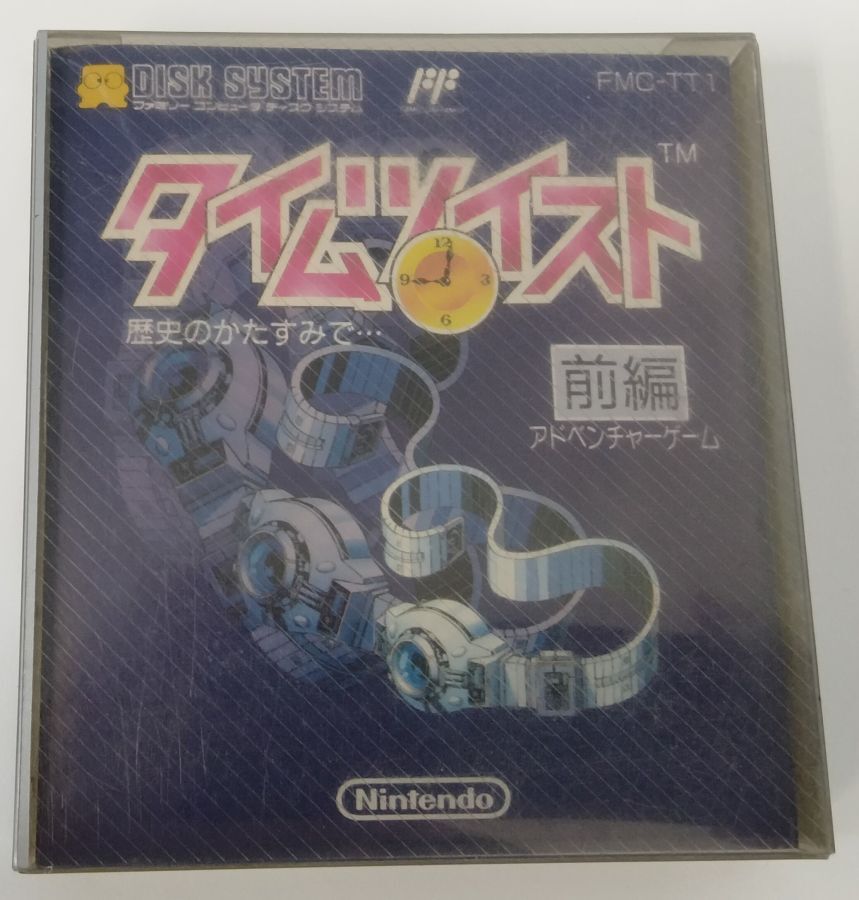 DISK SYSTEM FMC-TT1
ファミリー コンピュータ ディスク システム
タイムツイスト™
12
9 3
6
歴史のかたすみで…
前編
アドベンチャーゲーム
Nintendo